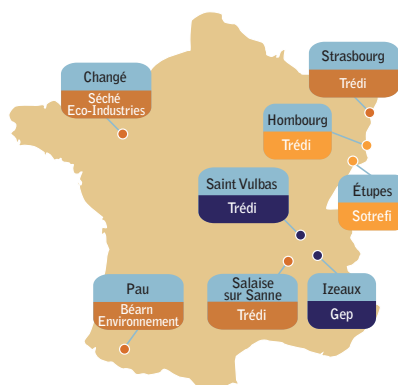 Strasbourg
Trédi
Changé
Séché
Eco-Industries
Hombourg
Trédi
Saint Vulbas
Trédi
Étupes
Sotrefi
Pau
Béarn
Environnement
Salaise
sur Sanne
Trédi
Izeaux
Gep